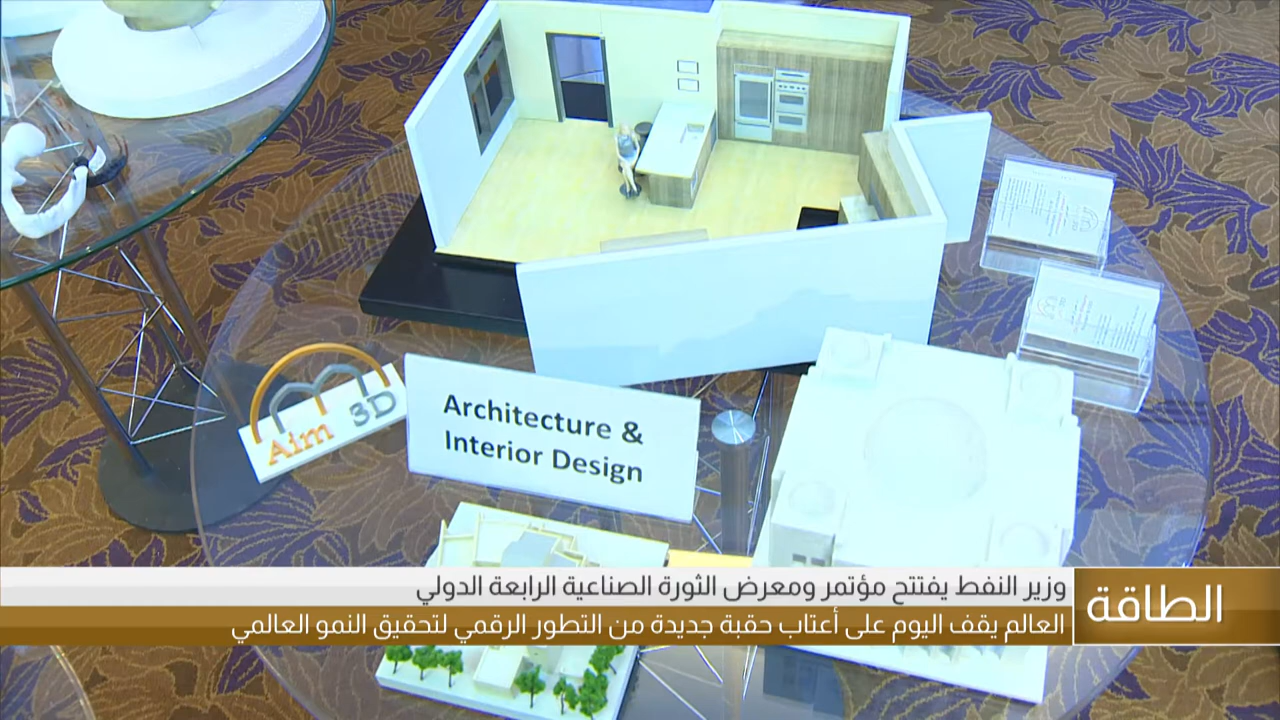 Aim 3D
Architecture &
Interior Design
الطاقة
وزير النفط يفتتح مؤتمر ومعرض الثورة الصناعية الرابعة الدولي
العالم يقف اليوم على أعتاب حقبة جديدة من التطور الرقمي لتحقيق النمو العالمي